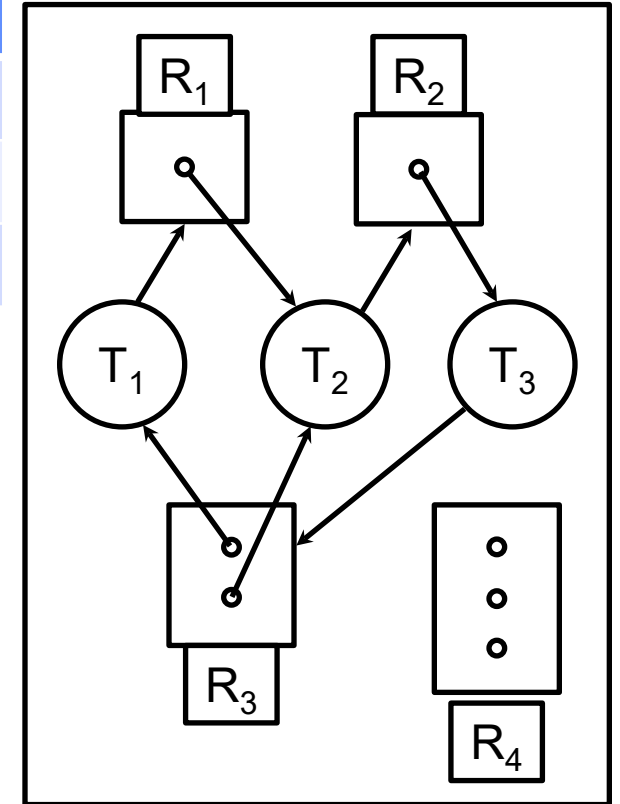 R₁ R₂
T₁ T₂ T₃
R₃
R₄